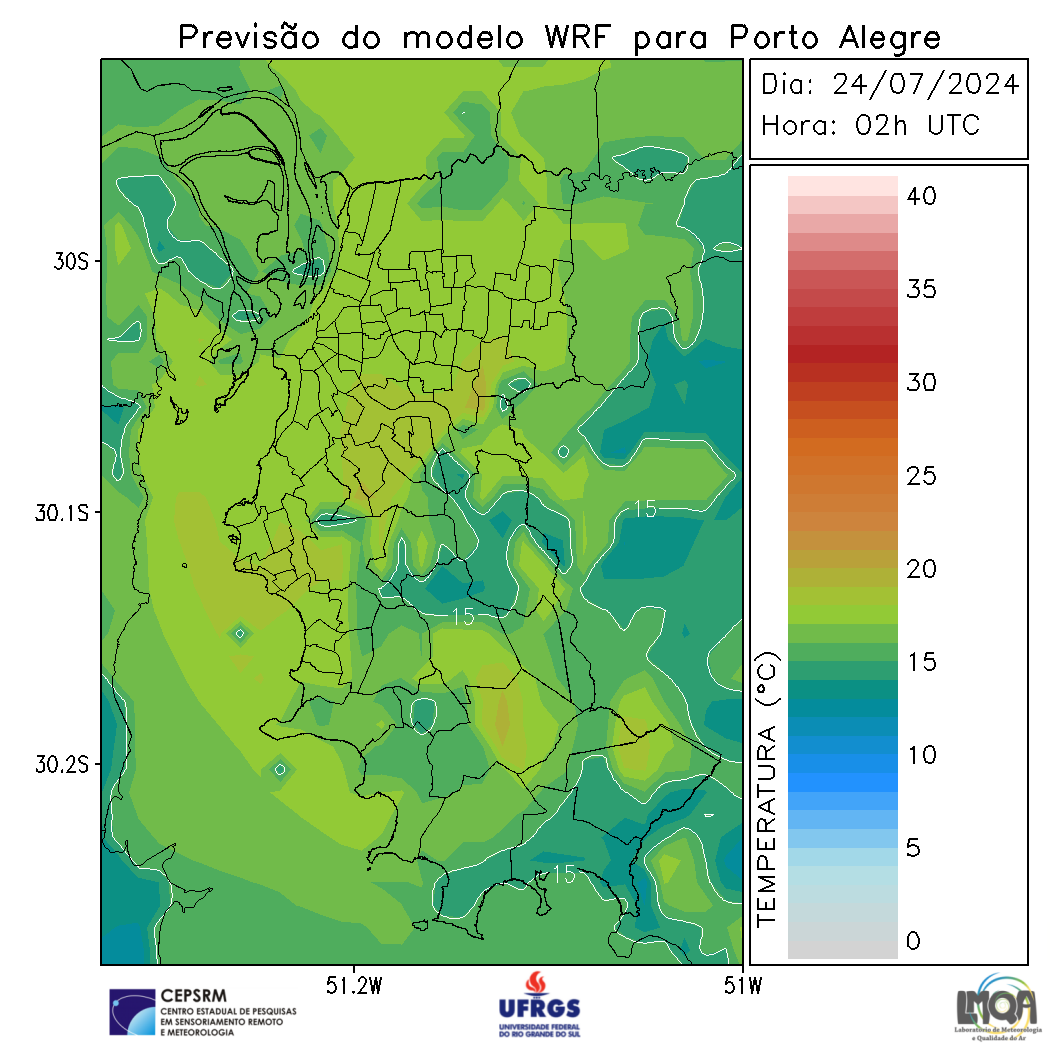 Previsão do modelo WRF para Porto Alegre
Dia: 24/07/2024
Hora: 02h UTC
30S
30.1S
30.2S
51.2W
51W
15
15
15
TEMPERATURA (°C)
40
35
30
25
20
15
10
5
0
CEPSRM
CENTRO ESTADUAL DE PESQUISAS
EM SENSORIAMENTO REMOTO
E METEOROLOGIA
UFRGS
UNIVERSIDADE FEDERAL
DO RIO GRANDE DO SUL
LMQA
Laboratório de Meteorologia
e Qualidade do Ar